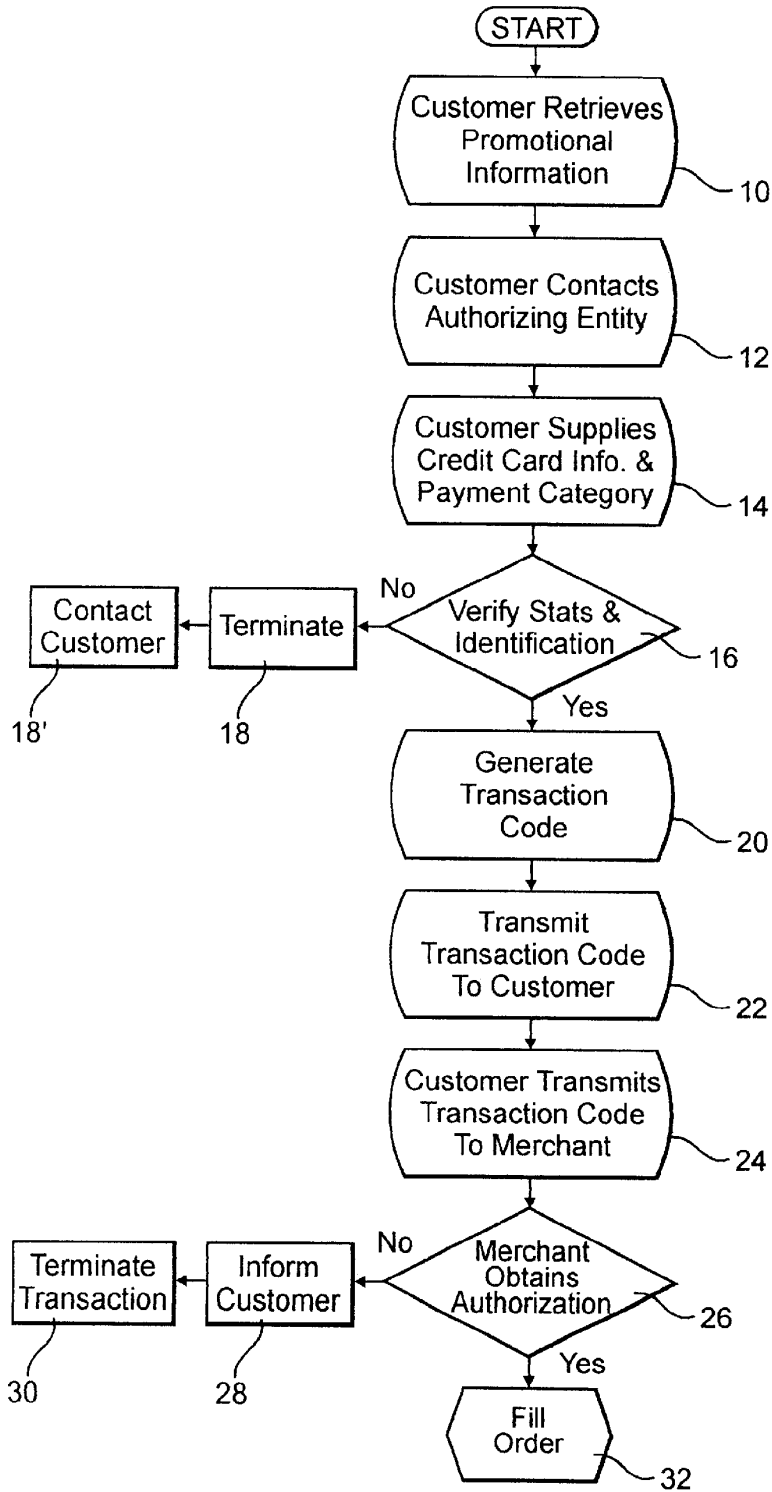 START
Customer Retrieves
Promotional
Information
10
Customer Contacts
Authorizing Entity
12
Customer Supplies
Credit Card Info. &
Payment Category
14
No
Verify Stats &
Identification
16
Terminate
18
Contact
Customer
18'
Yes
Generate
Transaction
Code
20
Transmit
Transaction Code
To Customer
22
Customer Transmits
Transaction Code
To Merchant
24
No
Merchant
Obtains
Authorization
26
Inform
Customer
28
Terminate
Transaction
30
Yes
Fill
Order
32